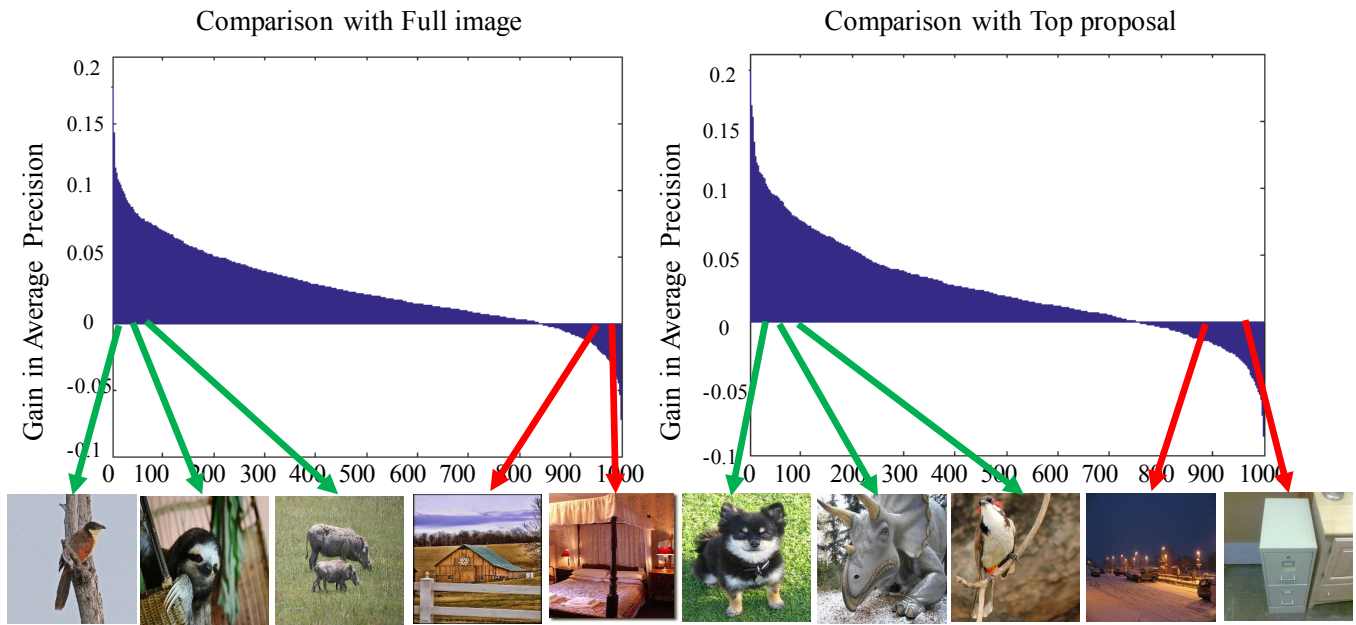 Comparison with Full image
Gain in Average Precision
0.2
0.15
0.1
0.05
0
-0.05
-0.1
0 100 200 300 400 500 600 700 800 900 1000
Comparison with Top proposal
Gain in Average Precision
0.2
0.15
0.1
0.05
0
-0.05
-0.1
0 100 200 300 400 500 600 700 800 900 1000